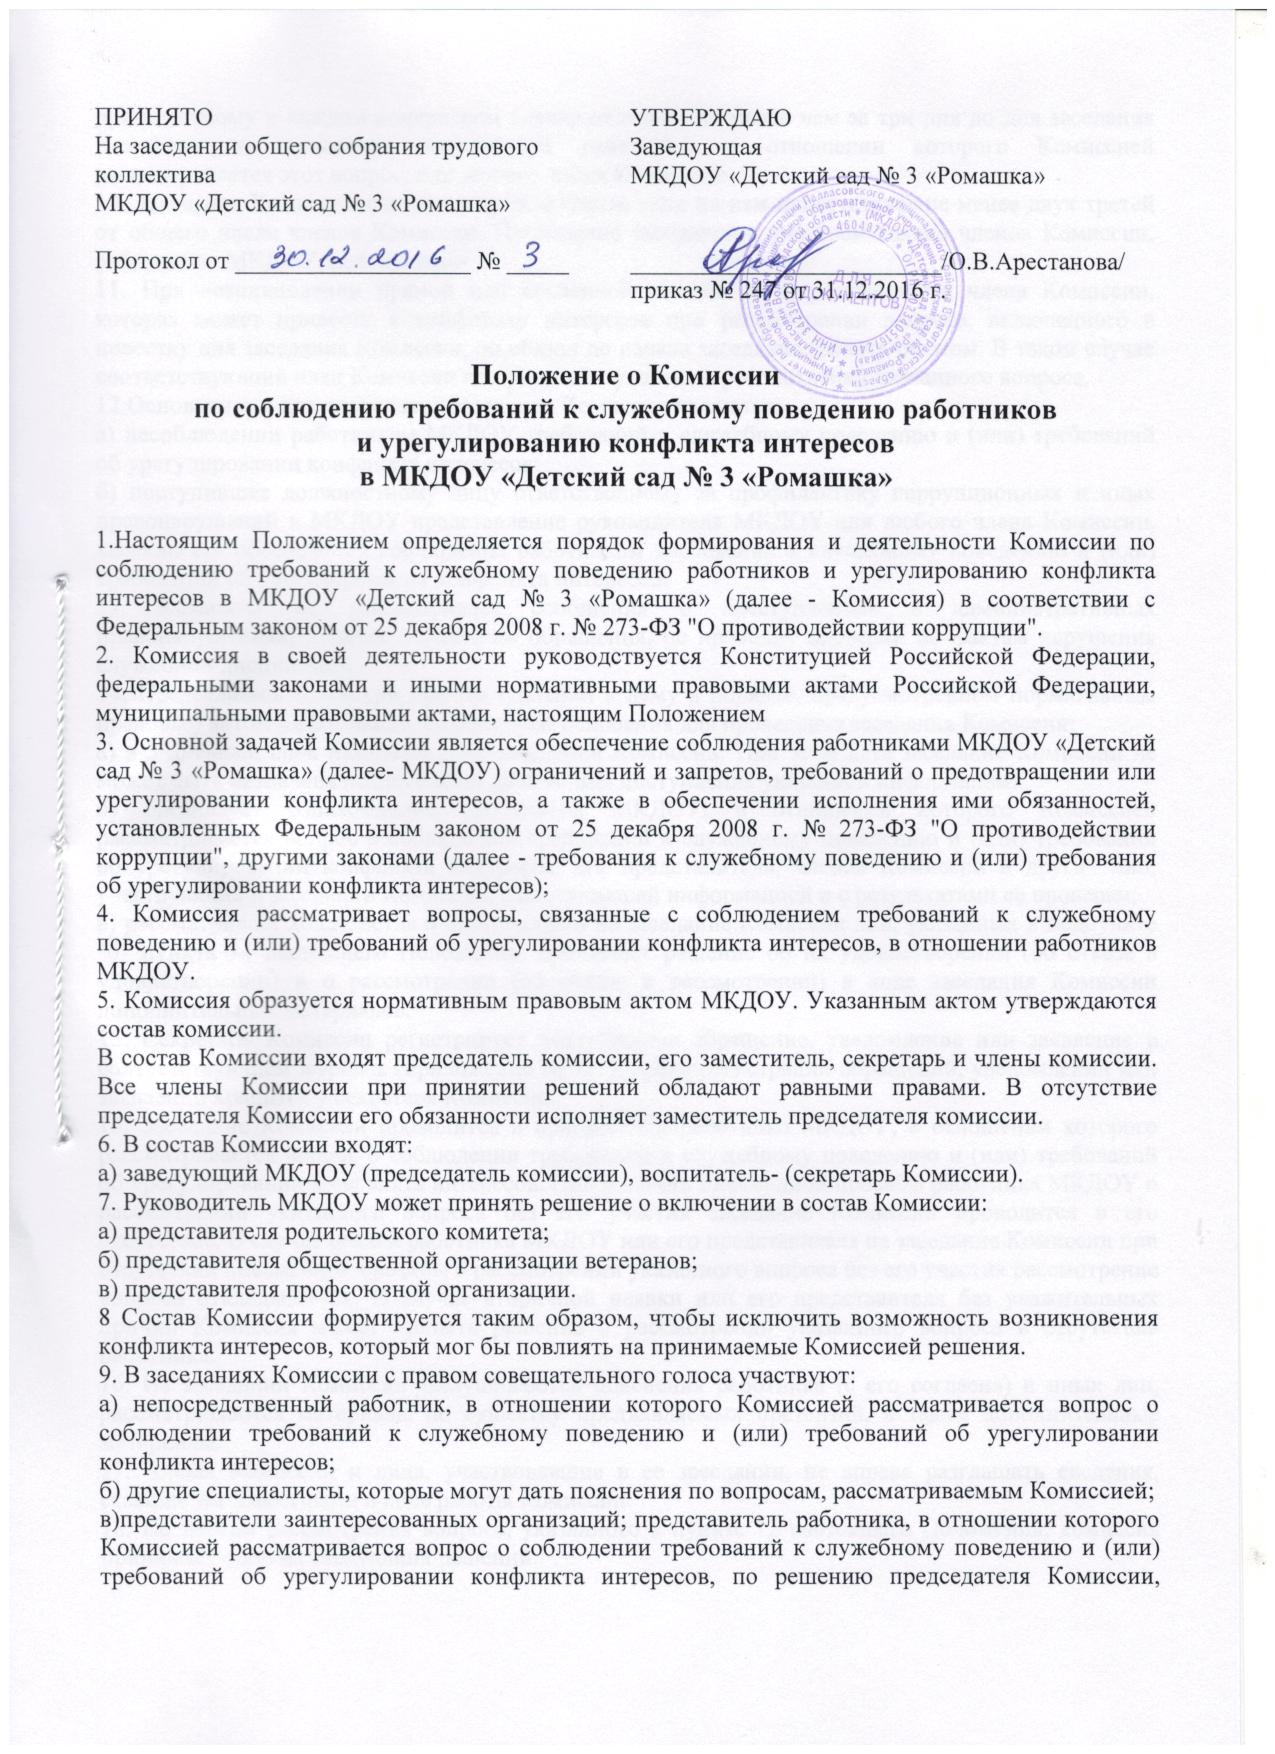 ПРИНЯТО
На заседании общего собрания трудового
коллектива
МКДОУ «Детский сад № 3 «Ромашка»
Протокол от 30.12.2016 № 3
УТВЕРЖДАЮ
Заведующая
МКДОУ «Детский сад № 3 «Ромашка»
/О.В.Арестанова/
приказ № 247 от 31.12.2016 г.
ДЛЯ
ДОКУМЕНТОВ
Положение о Комиссии
по соблюдению требований к служебному поведению работников
и урегулированию конфликта интересов
в МКДОУ «Детский сад № 3 «Ромашка»
1.Настоящим Положением определяется порядок формирования и деятельности Комиссии по
соблюдению требований к служебному поведению работников и урегулированию конфликта
интересов в МКДОУ «Детский сад № 3 «Ромашка» (далее - Комиссия) в соответствии с
Федеральным законом от 25 декабря 2008 г. № 273-ФЗ "О противодействии коррупции".
2. Комиссия в своей деятельности руководствуется Конституцией Российской Федерации,
федеральными законами и иными нормативными правовыми актами Российской Федерации,
муниципальными правовыми актами, настоящим Положением
3. Основной задачей Комиссии является обеспечение соблюдения работниками МКДОУ «Детский
сад № 3 «Ромашка» (далее- МКДОУ) ограничений и запретов, требований о предотвращении или
урегулировании конфликта интересов, а также в обеспечении исполнения ими обязанностей,
установленных Федеральным законом от 25 декабря 2008 г. № 273-ФЗ "О противодействии
коррупции", другими законами (далее - требования к служебному поведению и (или) требования
об урегулировании конфликта интересов);
4. Комиссия рассматривает вопросы, связанные с соблюдением требований к служебному
поведению и (или) требований об урегулировании конфликта интересов, в отношении работников
МКДОУ.
5. Комиссия образуется нормативным правовым актом МКДОУ. Указанным актом утверждаются
состав комиссии.
В состав Комиссии входят председатель комиссии, его заместитель, секретарь и члены комиссии.
Все члены Комиссии при принятии решений обладают равными правами. В отсутствие
председателя Комиссии его обязанности исполняет заместитель председателя комиссии.
6. В состав Комиссии входят:
а) заведующий МКДОУ (председатель комиссии), воспитатель- (секретарь Комиссии).
7. Руководитель МКДОУ может принять решение о включении в состав Комиссии:
а) представителя родительского комитета;
б) представителя общественной организации ветеранов;
в) представителя профсоюзной организации.
8 Состав Комиссии формируется таким образом, чтобы исключить возможность возникновения
конфликта интересов, который мог бы повлиять на принимаемые Комиссией решения.
9. В заседаниях Комиссии с правом совещательного голоса участвуют:
а) непосредственный работник, в отношении которого Комиссией рассматривается вопрос о
соблюдении требований к служебному поведению и (или) требований об урегулировании
конфликта интересов;
б) другие специалисты, которые могут дать пояснения по вопросам, рассматриваемым Комиссией;
в)представители заинтересованных организаций; представитель работника, в отношении которого
Комиссией рассматривается вопрос о соблюдении требований к служебному поведению и (или)
требований об урегулировании конфликта интересов, по решению председателя Комиссии,